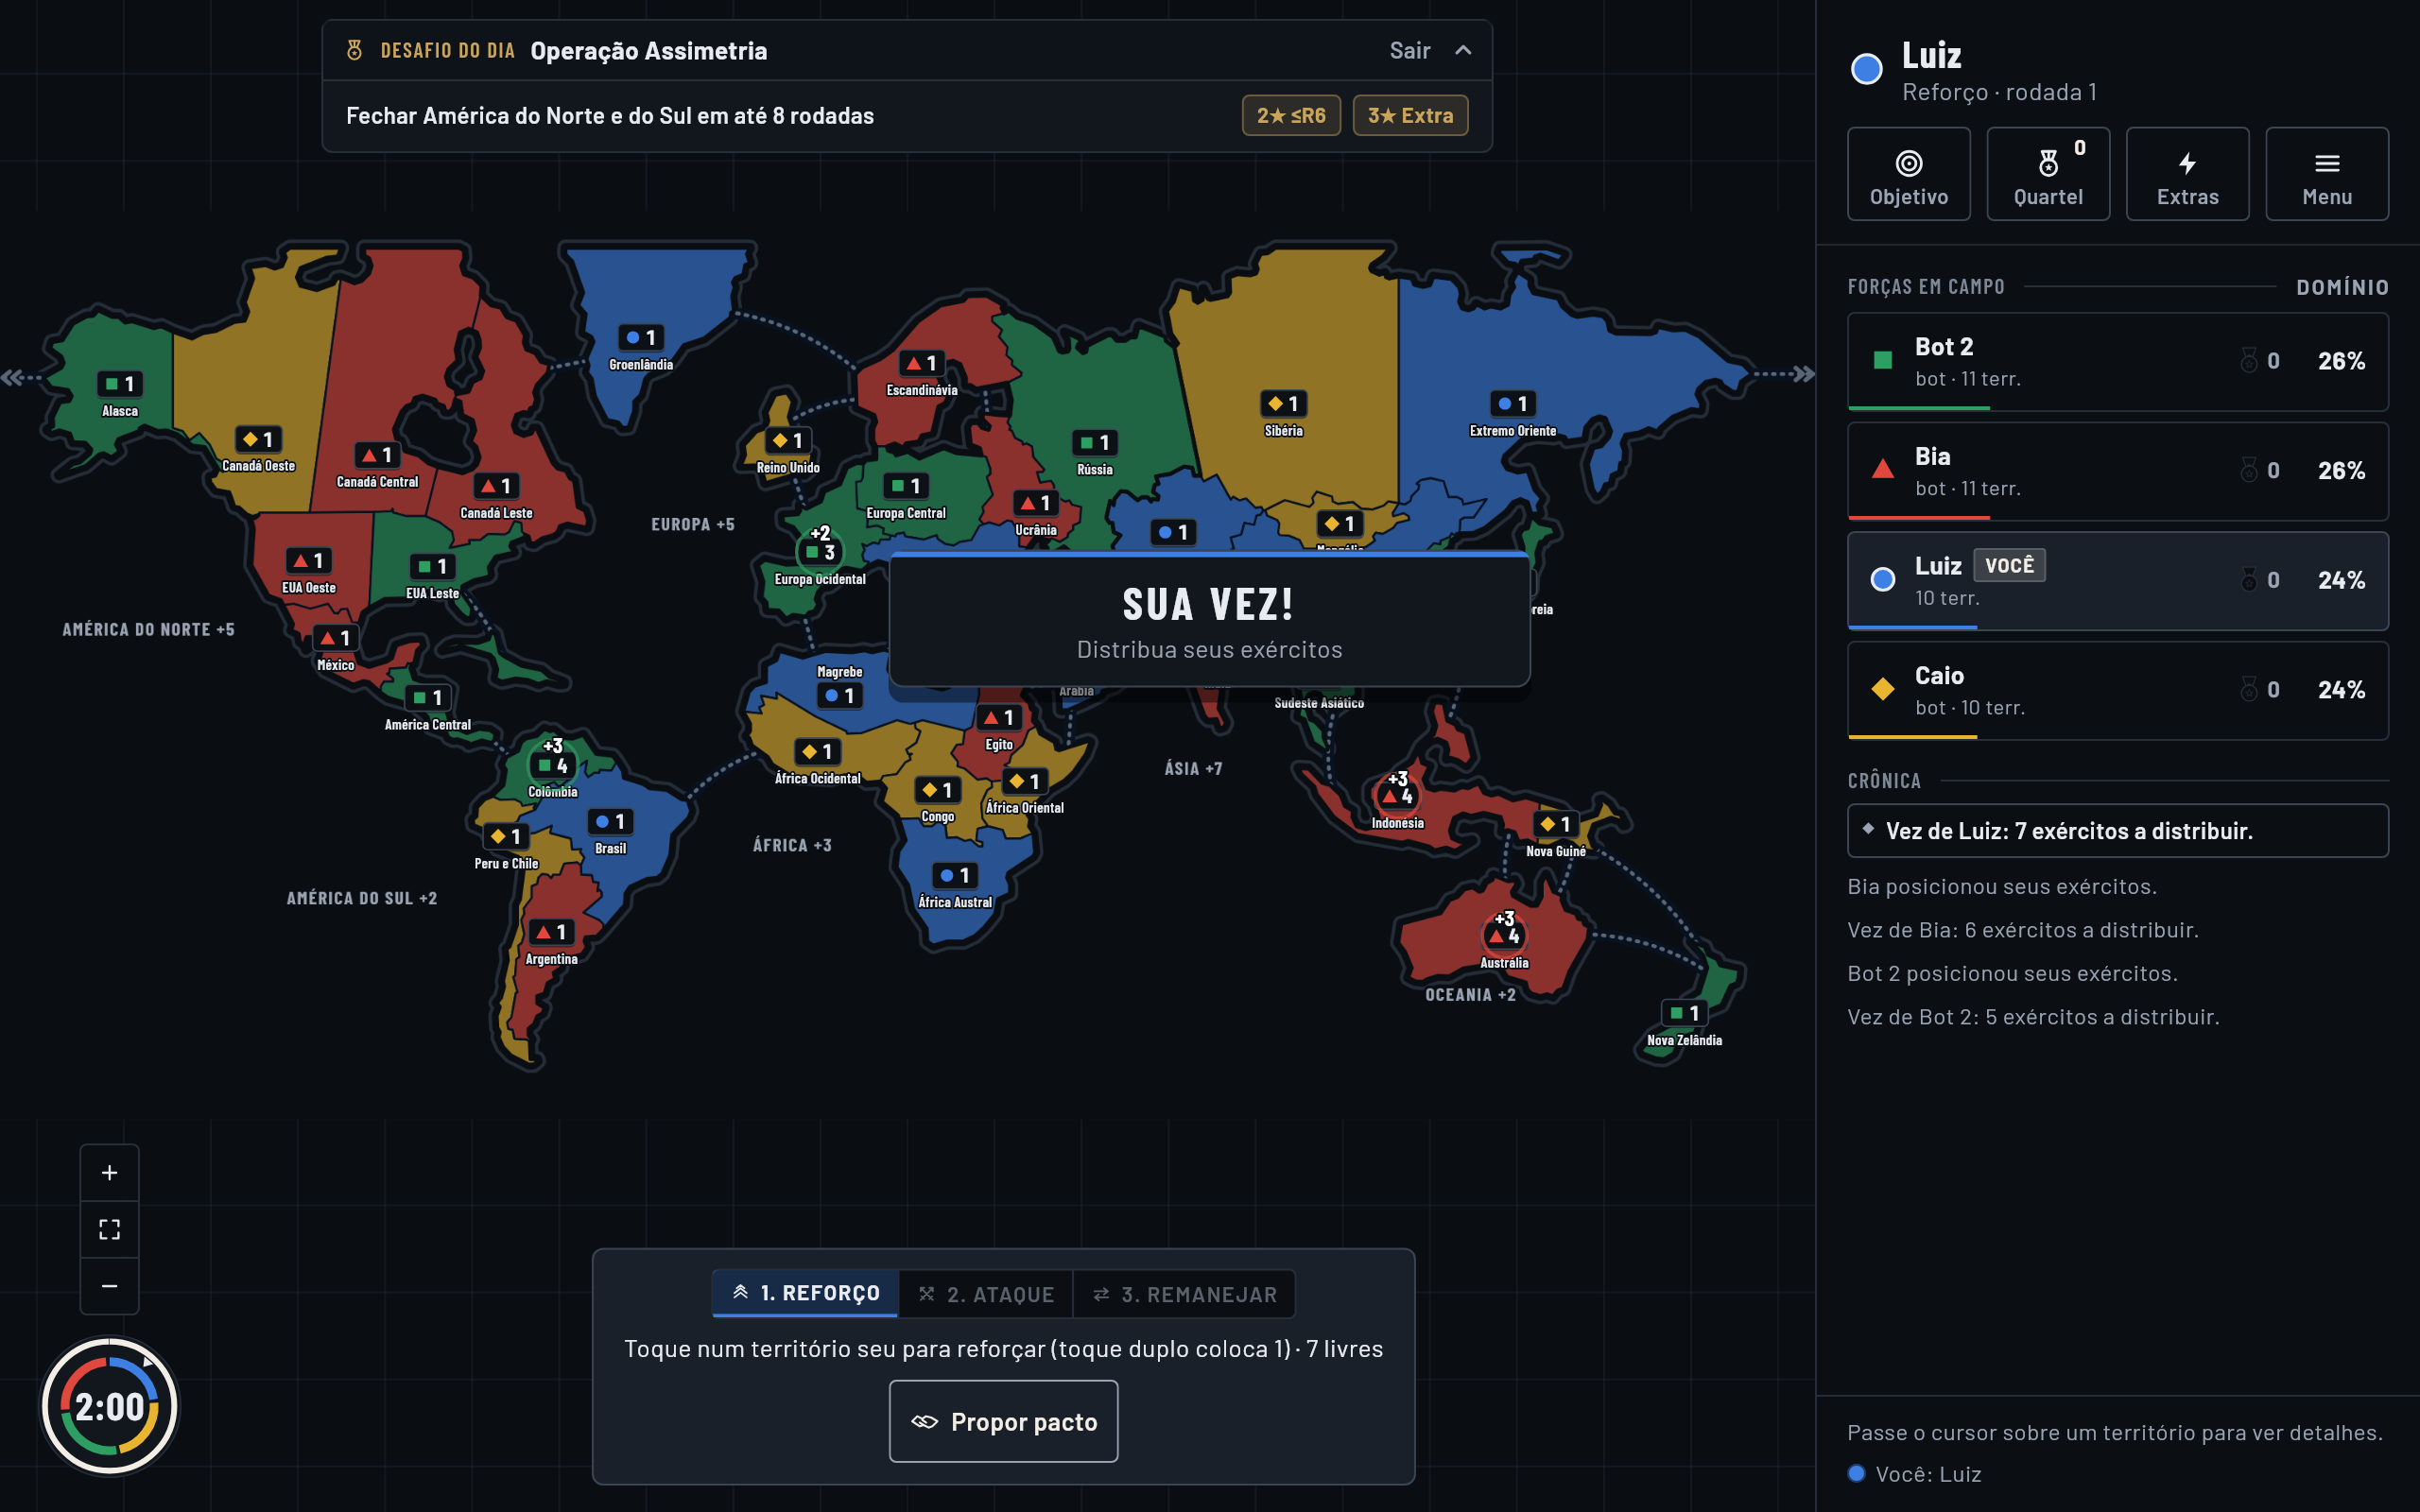 DESAFIO DO DIA Operação Assimetria Sair
Fechar América do Norte e do Sul em até 8 rodadas 2★ ≤R6 3★ Extra
Luiz
Reforço · rodada 1
0
Objetivo Quartel Extras Menu
FORÇAS EM CAMPO DOMÍNIO
Bot 2
bot · 11 terr. 0 26%
Bia
bot · 11 terr. 0 26%
Luiz VOCÊ
10 terr. 0 24%
Caio
bot · 10 terr. 0 24%
CRÔNICA
Vez de Luiz: 7 exércitos a distribuir.
Bia posicionou seus exércitos.
Vez de Bia: 6 exércitos a distribuir.
Bot 2 posicionou seus exércitos.
Vez de Bot 2: 5 exércitos a distribuir.
Passe o cursor sobre um território para ver detalhes.
Você: Luiz
1
Groenlândia
1
Alasca
1
Canadá Oeste
1
Canadá Central
1
Canadá Leste
1
EUA Oeste
1
EUA Leste
AMÉRICA DO NORTE +5
1
México
1
América Central
+3
4
Colômbia
1
Peru e Chile
1
Brasil
AMÉRICA DO SUL +2
1
Argentina
1
Escandinávia
1
Reino Unido
1
Europa Central
EUROPA +5
1
Ucrânia
1
Rússia
+2
3
Europa Ocidental
1
Sibéria
1
Extremo Oriente
1
1
SUA VEZ!
Distribua seus exércitos
Magrebe
1
1
África Ocidental
1
Egito
1
Congo
1
África Oriental
ÁFRICA +3
1
África Austral
Arábia
Sudeste Asiático
ÁSIA +7
+3
4
Indonésia
1
Nova Guiné
+3
4
Austrália
OCEANIA +2
1
Nova Zelândia
+
−
2:00
1. REFORÇO 2. ATAQUE 3. REMANEJAR
Toque num território seu para reforçar (toque duplo coloca 1) · 7 livres
Propor pacto